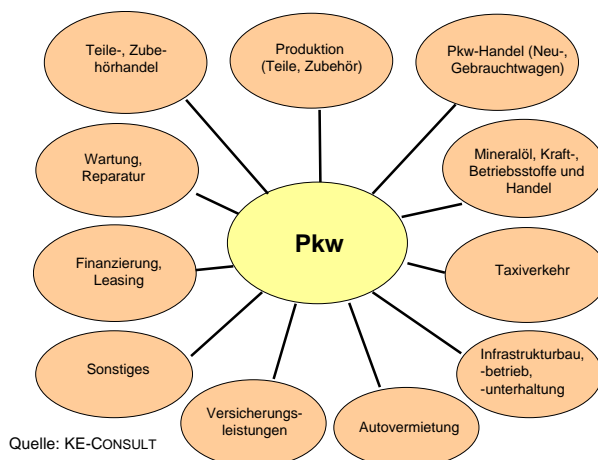 Teile-, Zube-
hörhandel
Produktion
(Teile, Zubehör)
Pkw-Handel (Neu-,
Gebrauchtwagen)
Wartung,
Reparatur
Mineralöl, Kraft-,
Betriebsstoffe und
Handel
Pkw
Finanzierung,
Leasing
Taxiverkehr
Sonstiges
Infrastrukturbau,
-betrieb,
-unterhaltung
Versicherungs-
leistungen
Autovermietung
Quelle: KE-CONSULT